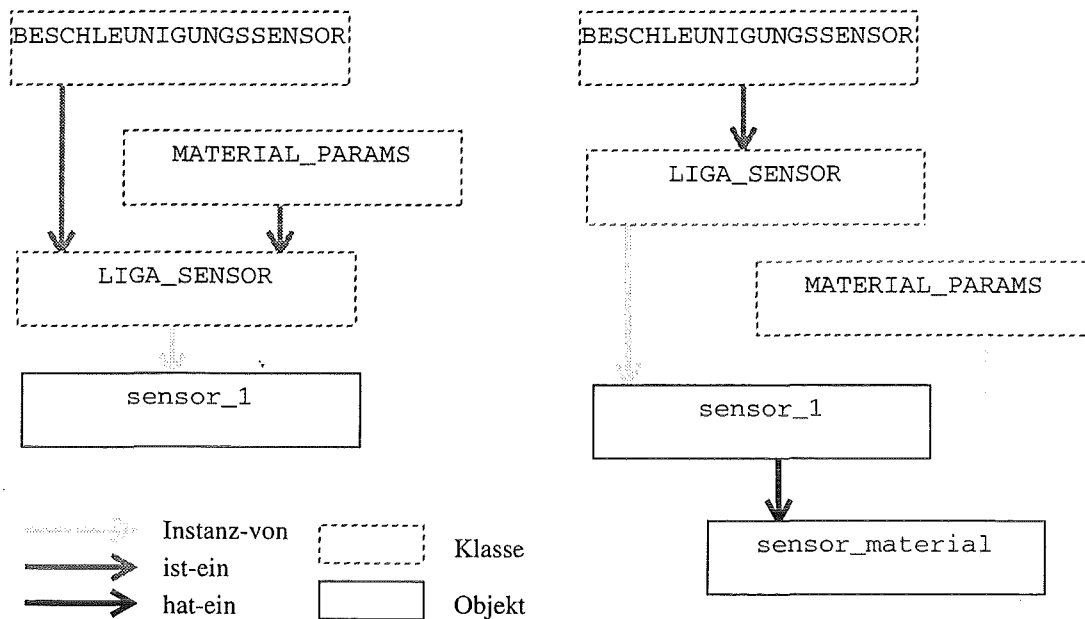 BESCHLEUNIGUNGSSENSOR
MATERIAL_PARAMS
LIGA_SENSOR
sensor_1
BESCHLEUNIGUNGSSENSOR
LIGA_SENSOR
MATERIAL_PARAMS
sensor_1
sensor_material
Instanz-von
ist-ein
hat-ein
Klasse
Objekt